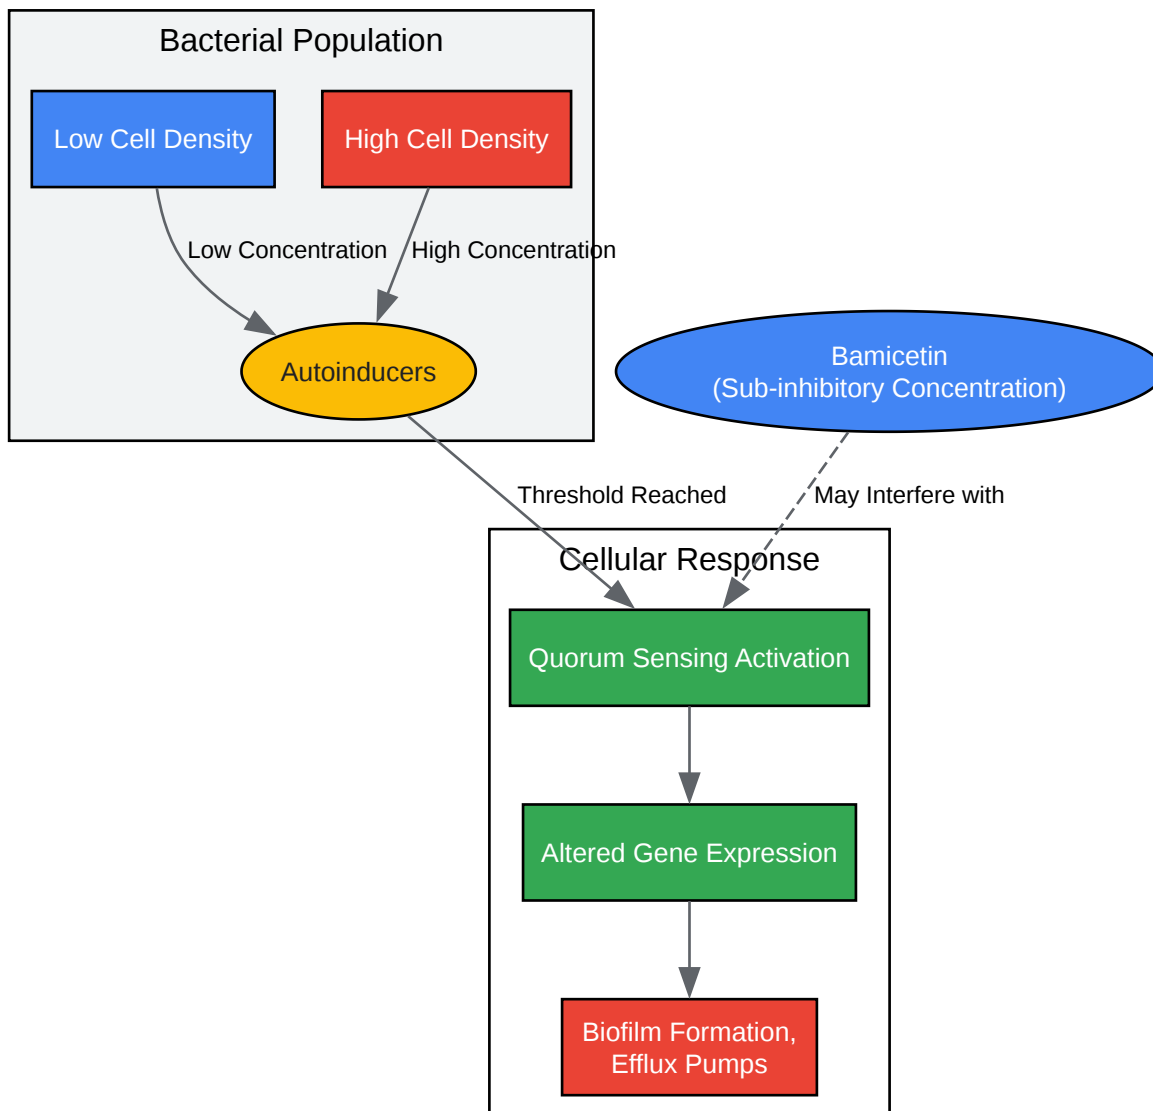 Bacterial Population
Low Cell Density
High Cell Density
Low Concentration
High Concentration
Autoinducers
Bamicetin
(Sub-inhibitory Concentration)
Threshold Reached
May Interfere with
Cellular Response
Quorum Sensing Activation
Altered Gene Expression
Biofilm Formation,
Efflux Pumps